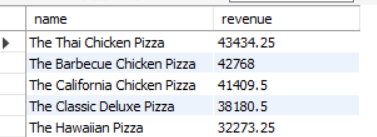 name revenue
The Thai Chicken Pizza 43434.25
The Barbecue Chicken Pizza 42768
The California Chicken Pizza 41409.5
The Classic Deluxe Pizza 38180.5
The Hawaiian Pizza 32273.25